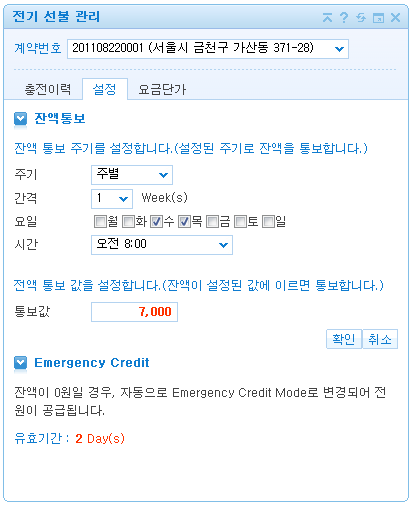 전기 선불 관리
계약번호 201108220001 (서울시 금천구 가산동 371-28)
충전이력 설정 요금단가
잔액통보
잔액 통보 주기를 설정합니다.(설정된 주기로 잔액을 통보합니다.)
주기 주별
간격 1 Week(s)
요일 월 화 수 목 금 토 일
시간 오전 8:00
전액 통보 값을 설정합니다.(잔액이 설정된 값에 이르면 통보합니다.)
통보값 7,000
확인 취소
Emergency Credit
잔액이 0원일 경우, 자동으로 Emergency Credit Mode로 변경되어 전
원이 공급됩니다.
유효기간 : 2 Day(s)